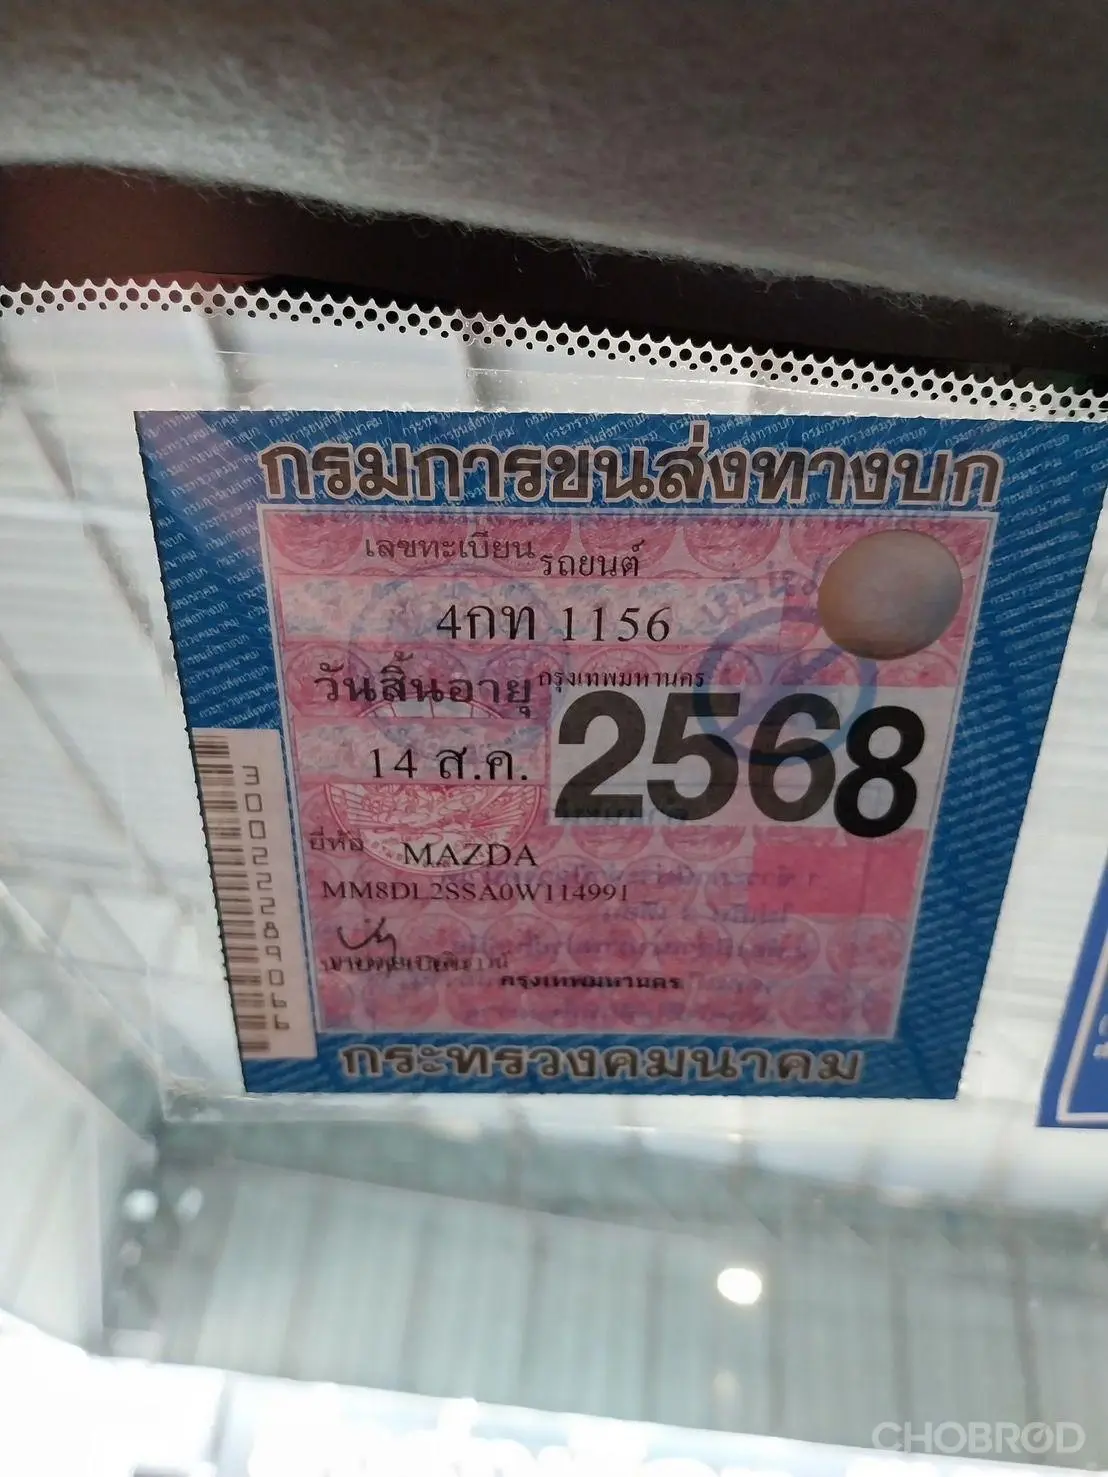 กรมการขนส่งทางบก
เลขทะเบียน รถยนต์
4กท 1156
กรุงเทพมหานคร
วันสิ้นอายุ
14 ส.ค. 2568
ยี่ห้อ MAZDA
MM8DL2SSA0W114991
กรุงเทพมหานคร
กระทรวงคมนาคม
30022289066
CHOBROD